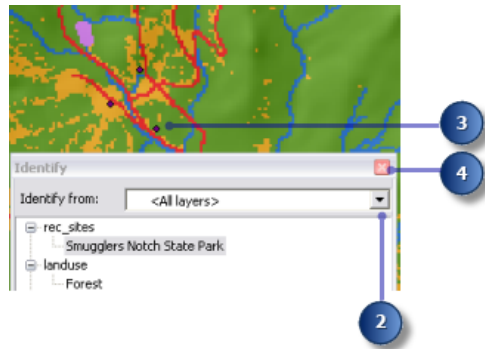 3
Identify
4
Identify from: <All layers>
rec_sites
Smugglers Notch State Park
landuse
Forest
2